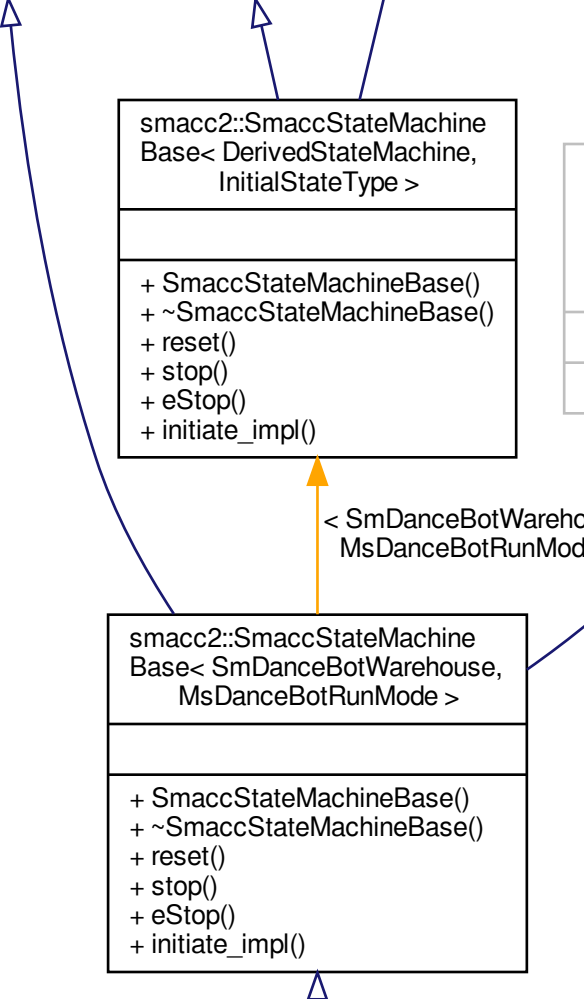 smacc2::SmaccStateMachine
Base< DerivedStateMachine,
InitialStateType >
+ SmaccStateMachineBase()
+ ~SmaccStateMachineBase()
+ reset()
+ stop()
+ eStop()
+ initiate_impl()
< SmDanceBotWareho
MsDanceBotRunMod
smacc2::SmaccStateMachine
Base< SmDanceBotWarehouse,
MsDanceBotRunMode >
+ SmaccStateMachineBase()
+ ~SmaccStateMachineBase()
+ reset()
+ stop()
+ eStop()
+ initiate_impl()